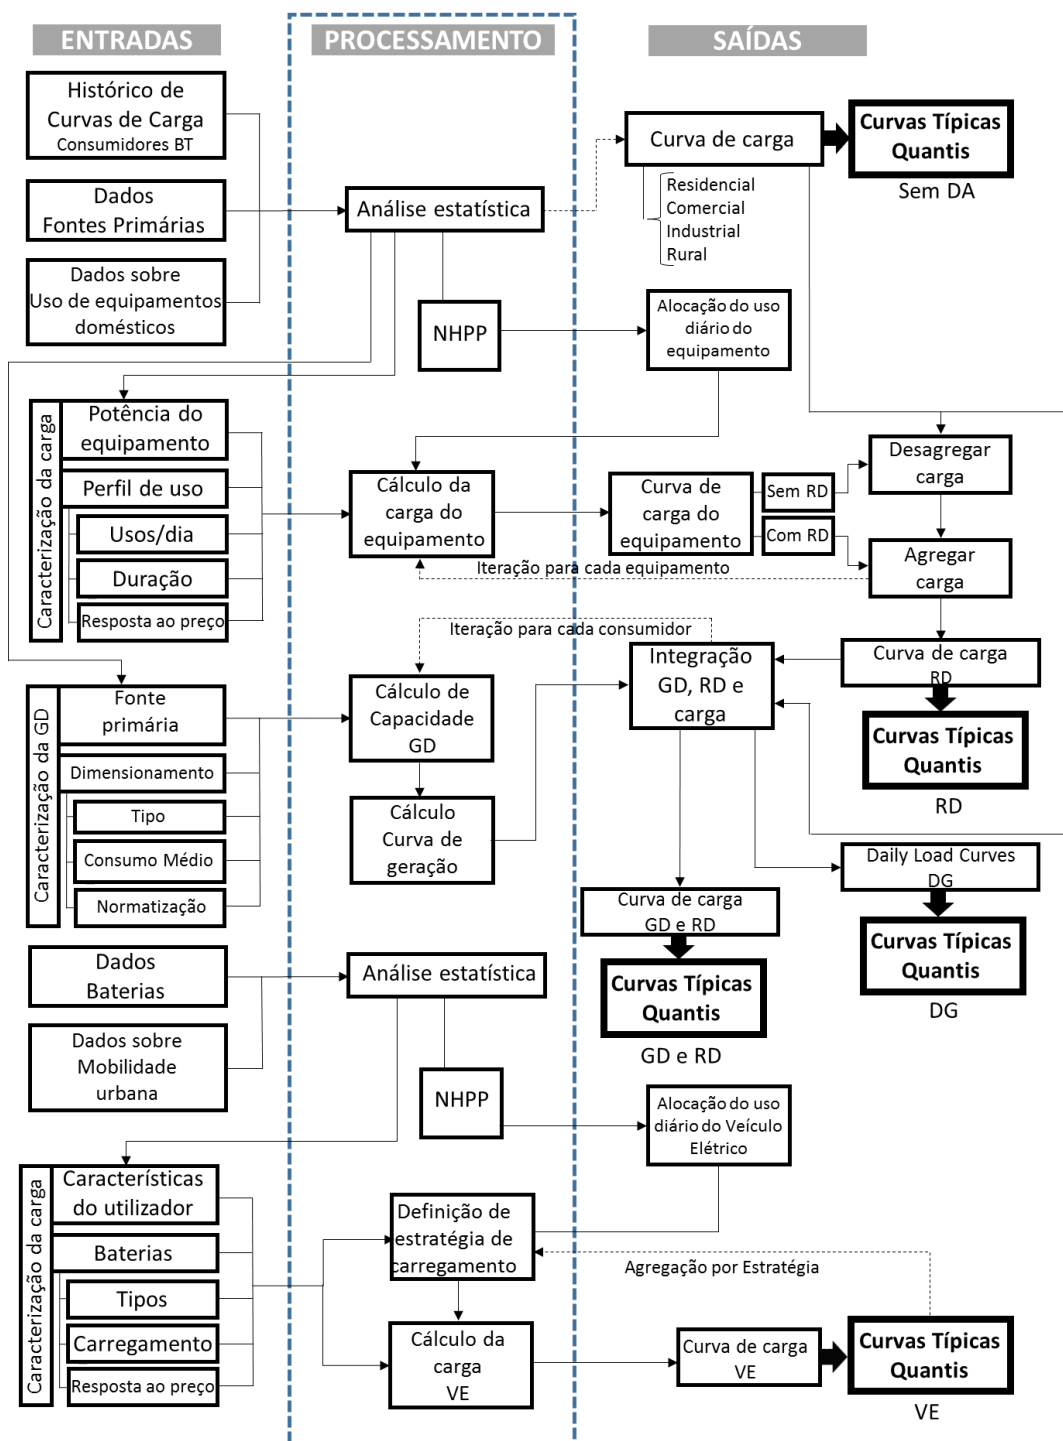 ENTRADAS
PROCESSAMENTO
SAÍDAS
Histórico de
Curvas de Carga
Consumidores BT
Dados
Fontes Primárias
Dados sobre
Uso de equipamentos
domésticos
Análise estatística
NHPP
Curva de carga
Residencial
Comercial
Industrial
Rural
Curvas Típicas
Quantis
Sem DA
Alocação do uso
diário do
equipamento
Caracterização da carga
Potência do
equipamento
Perfil de uso
Usos/dia
Duração
Resposta ao preço
Cálculo da
carga do
equipamento
Curva de
carga do
equipamento
Sem RD
Com RD
Desagregar
carga
Agregar
carga
Iteração para cada equipamento
Iteração para cada consumidor
Caracterização da GD
Fonte
primária
Dimensionamento
Tipo
Consumo Médio
Normatização
Cálculo de
Capacidade
GD
Cálculo
Curva de
geração
Integração
GD, RD e
carga
Curva de carga
RD
Curvas Típicas
Quantis
RD
Daily Load Curves
DG
Curvas Típicas
Quantis
DG
Curva de carga
GD e RD
Curvas Típicas
Quantis
GD e RD
Dados
Baterias
Dados sobre
Mobilidade
urbana
Análise estatística
NHPP
Alocação do uso
diário do Veículo
Elétrico
Caracterização da carga
Características
do utilizador
Baterias
Tipos
Carregamento
Resposta ao preço
Definição de
estratégia de
carregamento
Cálculo da
carga
VE
Agregação por Estratégia
Curva de carga
VE
Curvas Típicas
Quantis
VE